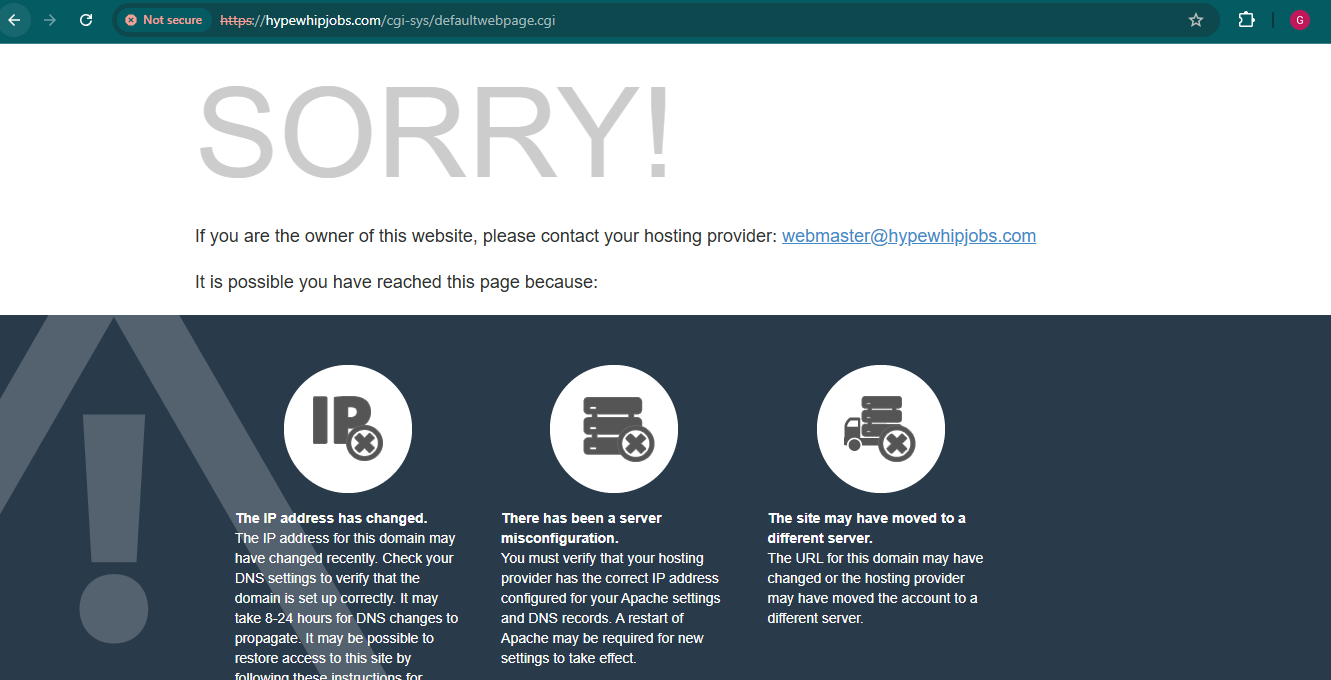 Not secure https://hypewhipjobs.com/cgi-sys/defaultwebpage.cgi G
SORRY!
If you are the owner of this website, please contact your hosting provider: webmaster@hypewhipjobs.com
It is possible you have reached this page because:
IP
The IP address has changed.
The IP address for this domain may
have changed recently. Check your
DNS settings to verify that the
domain is set up correctly. It may
take 8-24 hours for DNS changes to
propagate. It may be possible to
restore access to this site by
following these instructions for
There has been a server
misconfiguration.
You must verify that your hosting
provider has the correct IP address
configured for your Apache settings
and DNS records. A restart of
Apache may be required for new
settings to take effect.
The site may have moved to a
different server.
The URL for this domain may have
changed or the hosting provider
may have moved the account to a
different server.